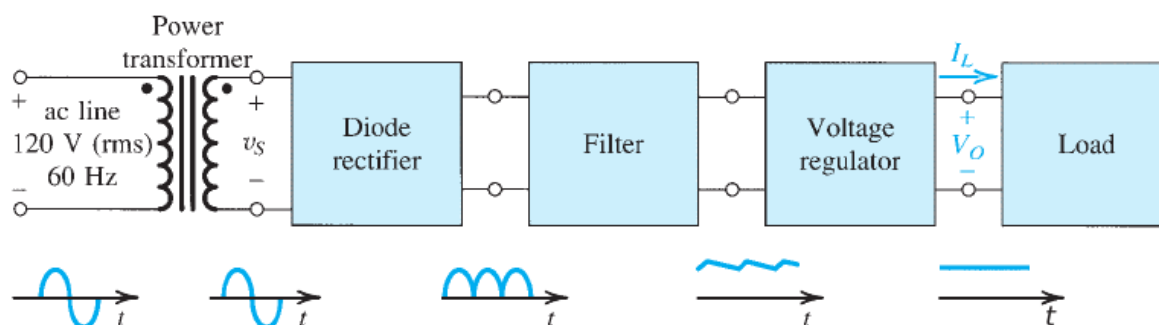 Power
transformer
+
ac line
120 V (rms)
60 Hz
−
+
vS
−
Diode
rectifier
Filter
Voltage
regulator
IL
+
VO
−
Load
t
t
t
t
t